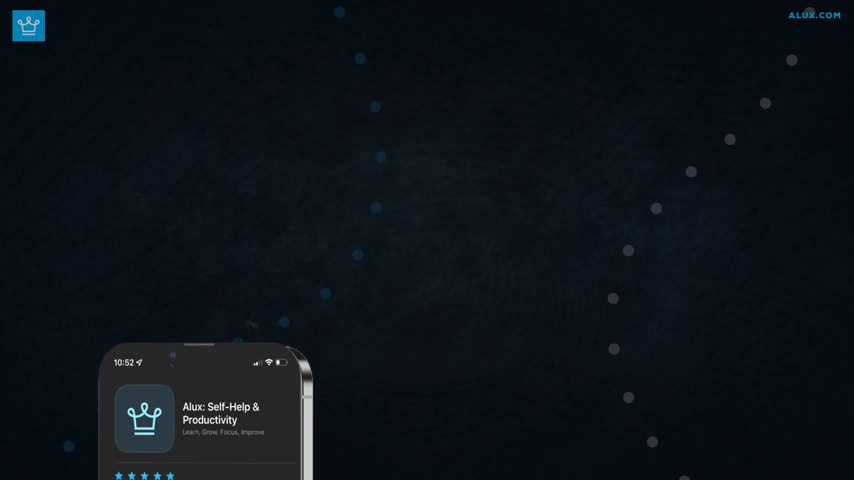 ALUX.COM
10:52
Alux: Self-Help &
Productivity
Learn, Grow, Focus, Improve